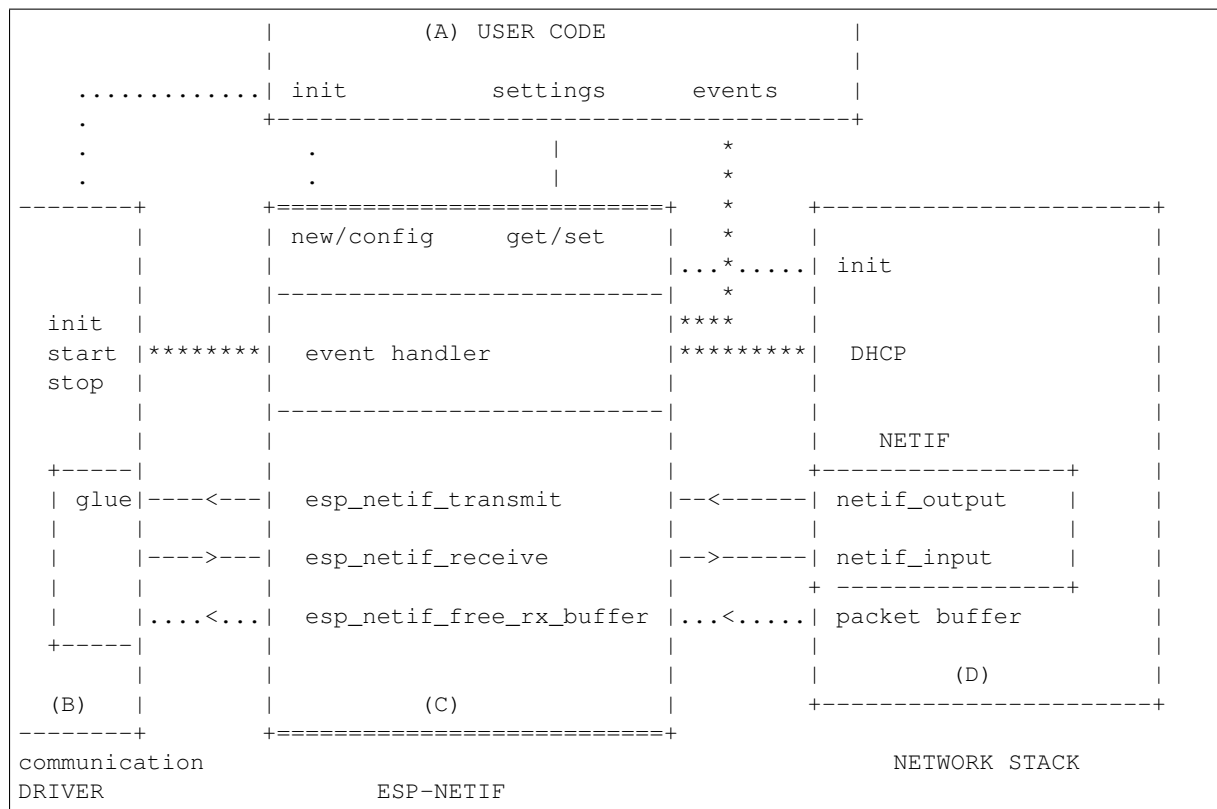 (A) USER CODE
init settings events
new/config get/set
init
init
start event handler DHCP
stop
NETIF
glue esp_netif_transmit netif_output
esp_netif_receive netif_input
esp_netif_free_rx_buffer packet buffer
(D)
(B) (C)
communication NETWORK STACK
DRIVER ESP-NETIF